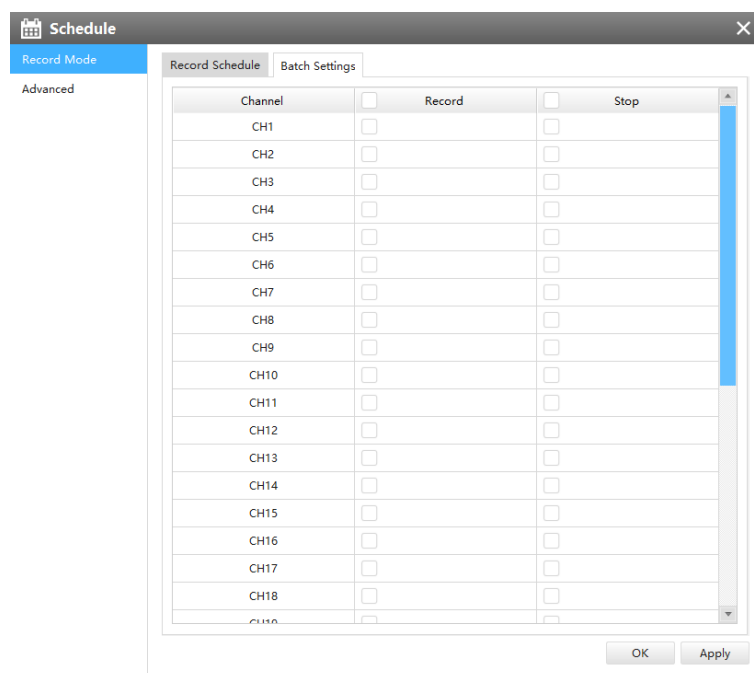 Schedule
Record Mode
Advanced
Record Schedule Batch Settings
Channel Record Stop
CH1
CH2
CH3
CH4
CH5
CH6
CH7
CH8
CH9
CH10
CH11
CH12
CH13
CH14
CH15
CH16
CH17
CH18
OK Apply